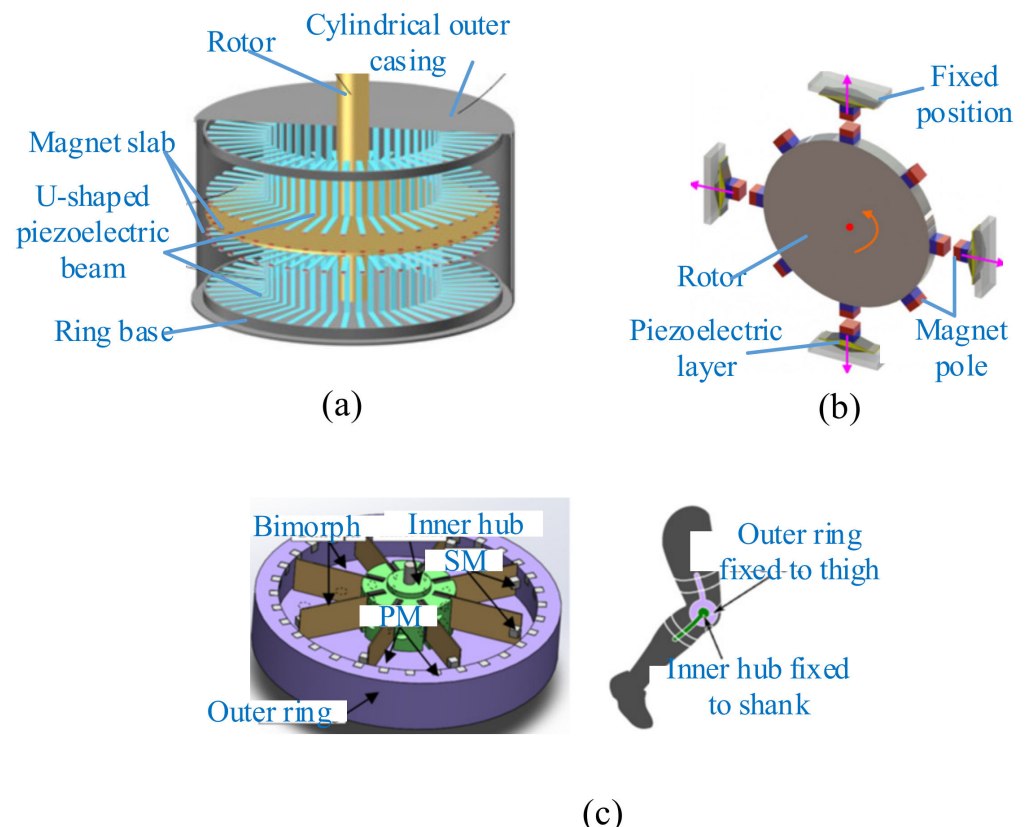 Rotor
Cylindrical outer
casing
Magnet slab
U-shaped
piezoelectric
beam
Ring base
(a)
Fixed
position
Rotor
Piezoelectric
layer
Magnet
pole
(b)
Bimorph
Inner hub
SM
PM
Outer ring
Outer ring
fixed to thigh
Inner hub fixed
to shank
(c)